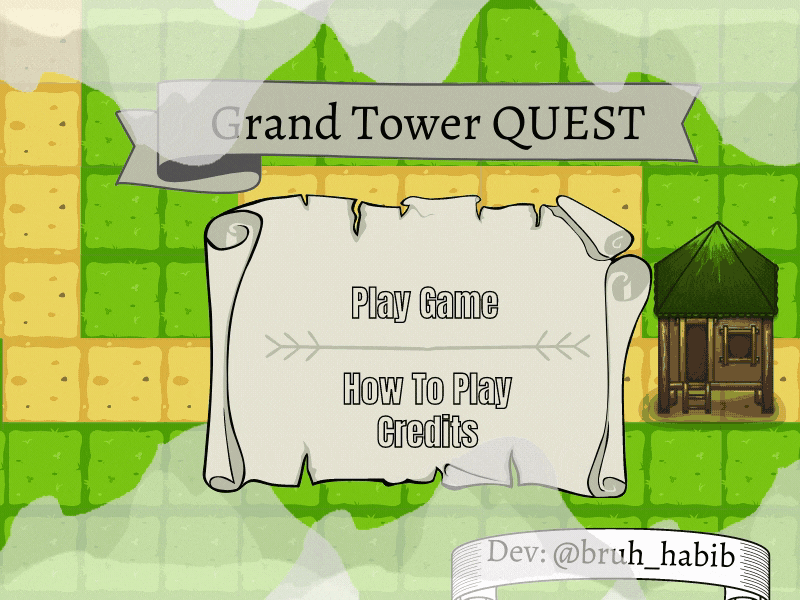 Grand Tower QUEST
Play Game
How To Play
Credits
Dev: @bruh_habib